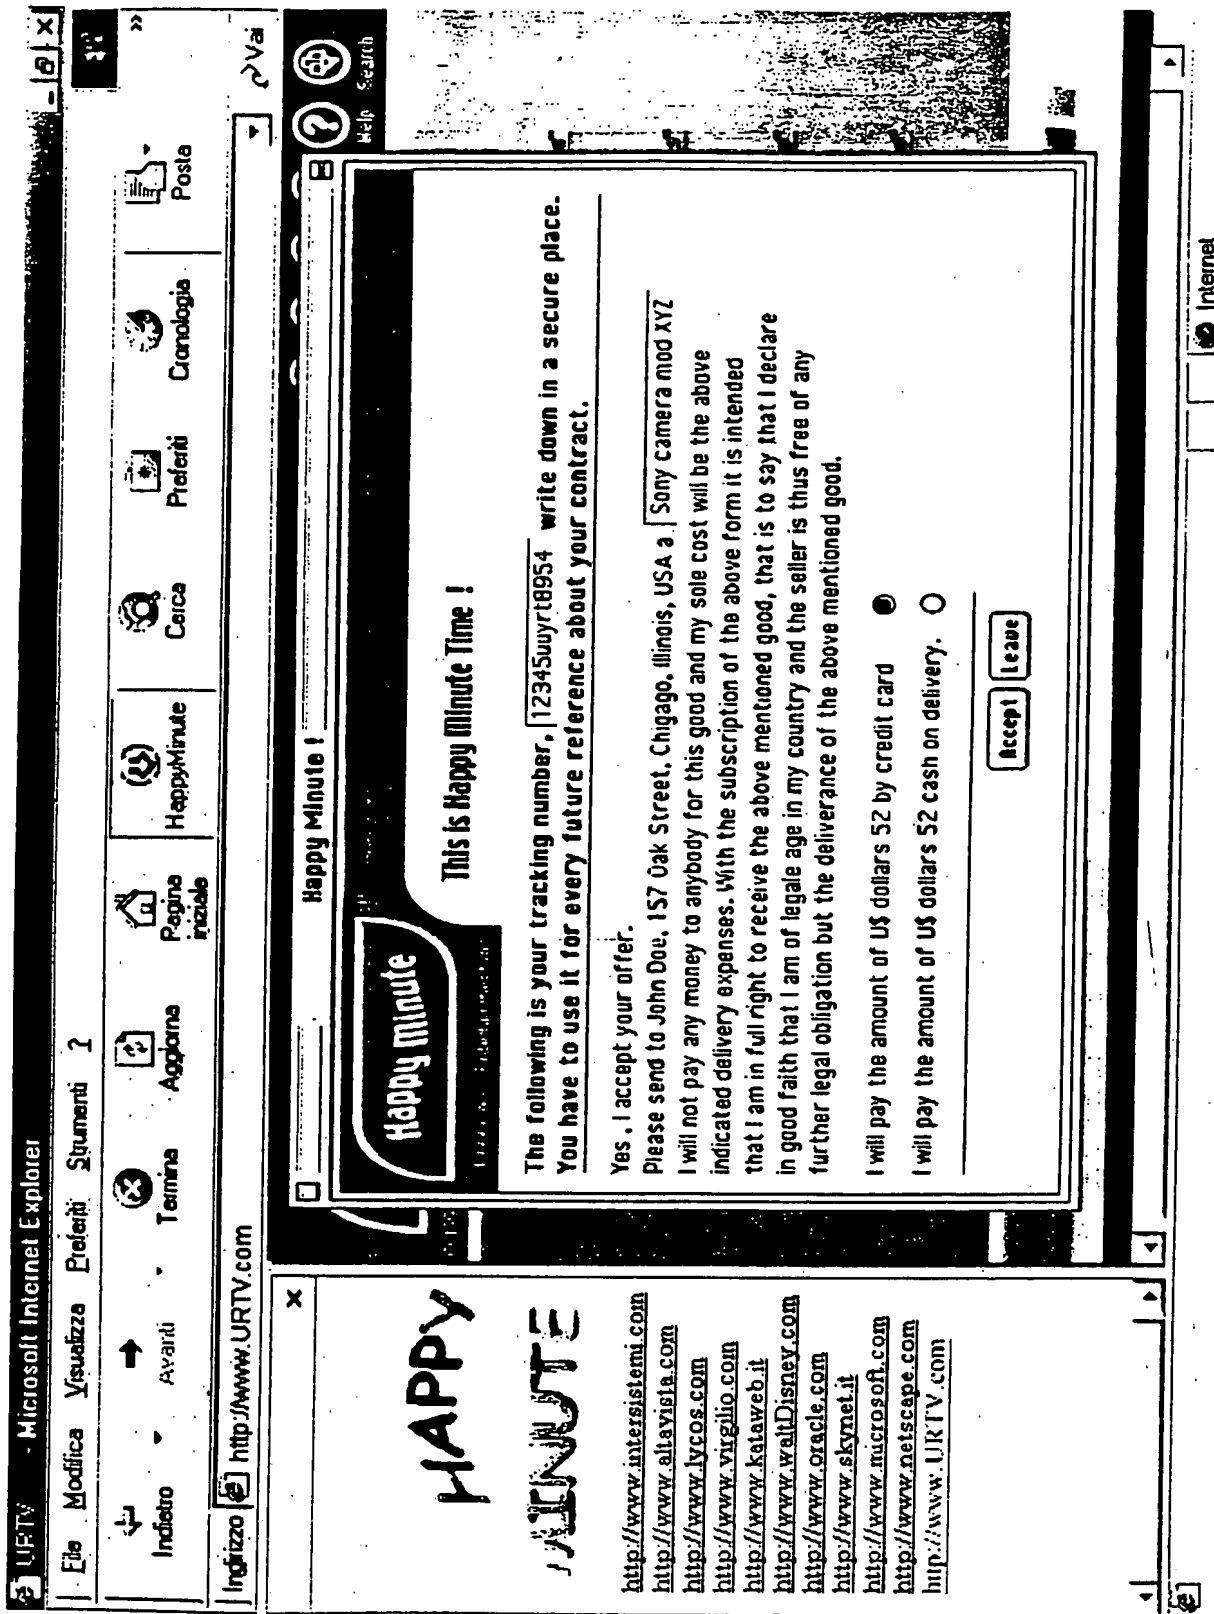 URTV - Microsoft Internet Explorer
File Modifica Visualizza Preferiti Strumenti ?
Indietro Avanti Termina Aggiorna Pagina iniziale HappyMinute Cerca Preferiti Cronologia Posta »
Indirizzo http://www.URTV.com Vai
HAPPY
MINUTE
http://www.intersistemi.com
http://www.altavista.com
http://www.lycos.com
http://www.virgilio.com
http://www.kataweb.it
http://www.waltDisney.com
http://www.oracle.com
http://www.skynet.it
http://www.microsoft.com
http://www.netscape.com
http://www.URTV.com
Help Search
Happy Minute !
Happy minute
This is Happy Minute Time !
The following is your tracking number, 12345uuyrt8954 write down in a secure place.
You have to use it for every future reference about your contract.
Yes , I accept your offer.
Please send to John Doe, 157 Oak Street, Chigago, Illinois, USA a Sony camera mod XYZ
I will not pay any money to anybody for this good and my sole cost will be the above
indicated delivery expenses. With the subscription of the above form it is intended
that I am in full right to receive the above mentioned good, that is to say that I declare
in good faith that I am of legale age in my country and the seller is thus free of any
further legal obligation but the deliverance of the above mentioned good.
I will pay the amount of U$ dollars 52 by credit card
I will pay the amount of U$ dollars 52 cash on delivery.
Accept Leave
Internet